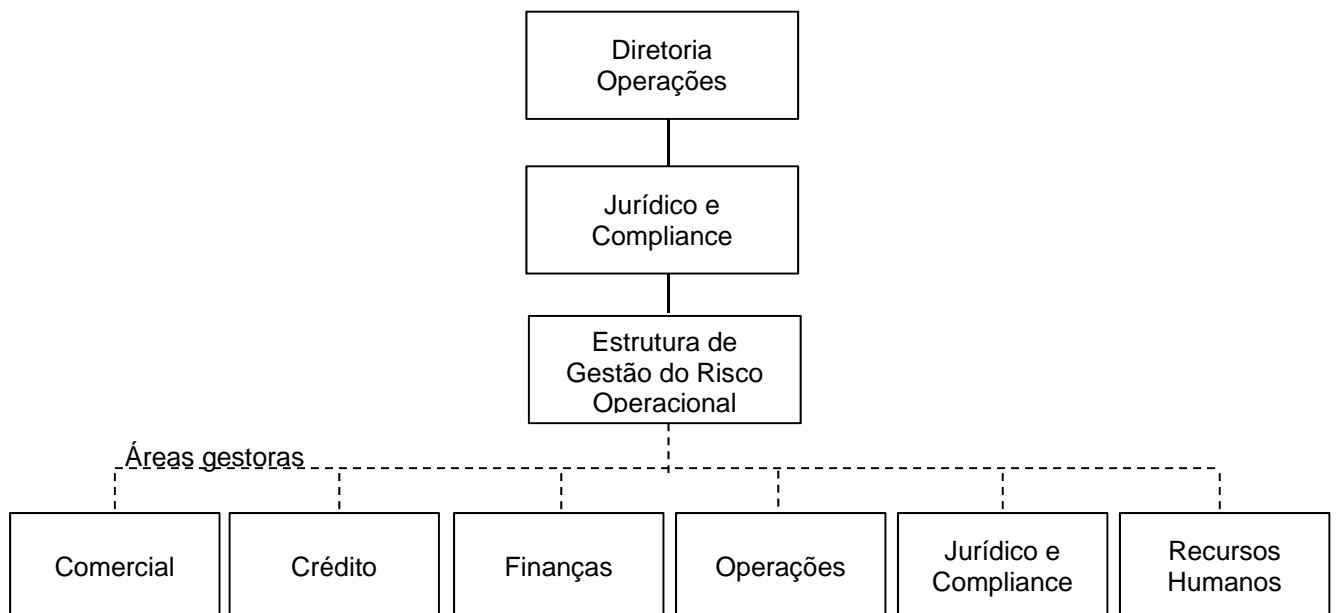 Diretoria
Operações
Jurídico e
Compliance
Estrutura de
Gestão do Risco
Operacional
Áreas gestoras
Comercial
Crédito
Finanças
Operações
Jurídico e
Compliance
Recursos
Humanos